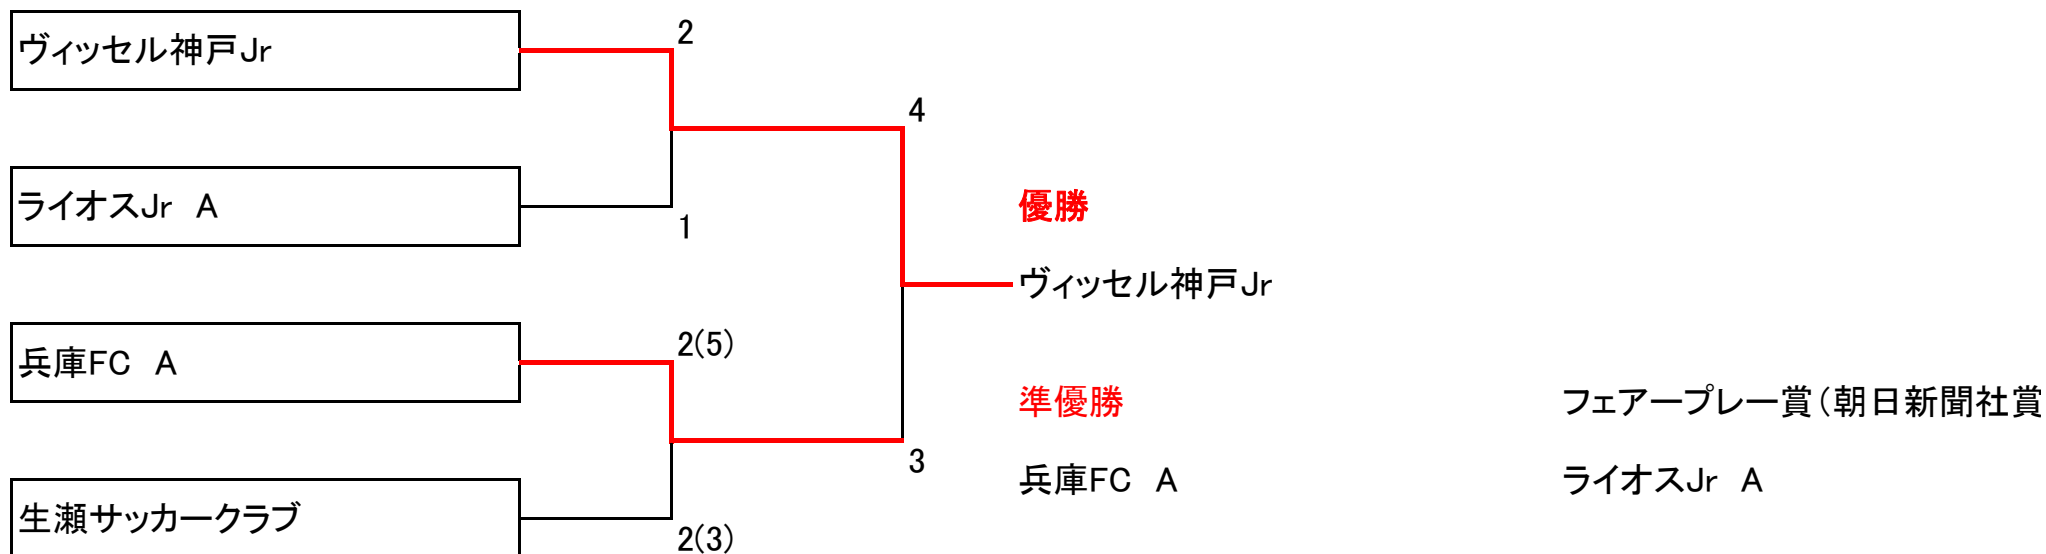 ヴィッセル神戸Jr
2
4
ライオスJr　A
1
優勝
ヴィッセル神戸Jr
兵庫FC　A
2(5)
準優勝
フェアープレー賞（朝日新聞社賞
3
兵庫FC　A
ライオスJr　A
生瀬サッカークラブ
2(3)